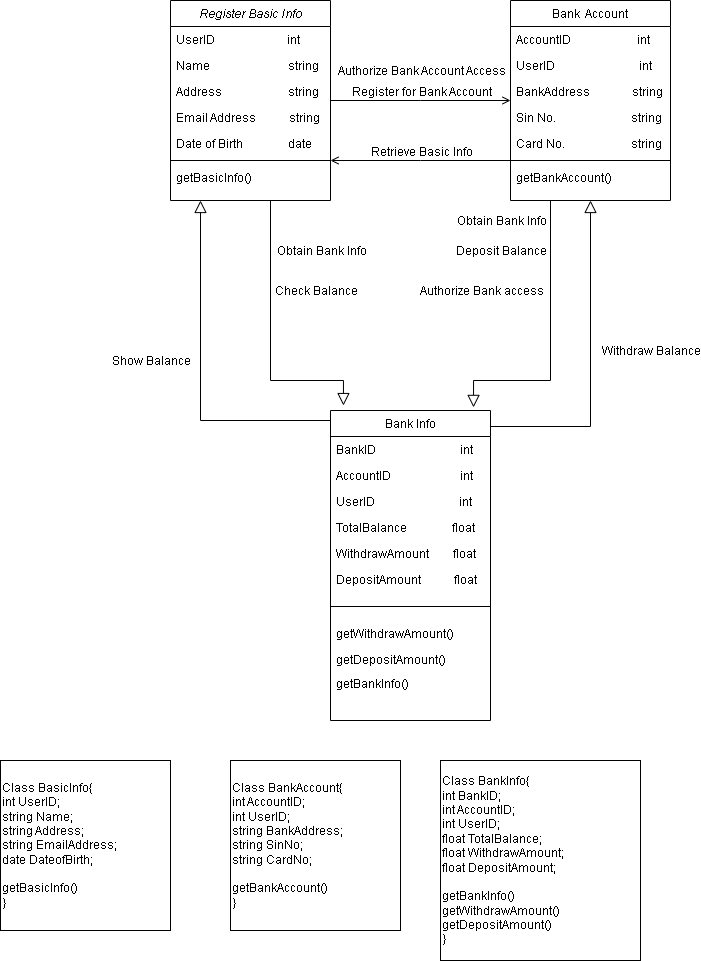 Register Basic Info
UserID int
Name string
Address string
Email Address string
Date of Birth date
getBasicInfo()
Authorize Bank Account Access
Register for Bank Account
Retrieve Basic Info
Bank Account
AccountID int
UserID int
BankAddress string
Sin No. string
Card No. string
getBankAccount()
Obtain Bank Info
Check Balance
Show Balance
Obtain Bank Info
Deposit Balance
Authorize Bank access
Withdraw Balance
Bank Info
BankID int
AccountID int
UserID int
TotalBalance float
WithdrawAmount float
DepositAmount float
getWithdrawAmount()
getDepositAmount()
getBankInfo()
Class BasicInfo{
int UserID;
string Name;
string Address;
string EmailAddress;
date DateofBirth;
getBasicInfo()
}
Class BankAccount{
int AccountID;
int UserID;
string BankAddress;
string SinNo;
string CardNo;
getBankAccount()
}
Class BankInfo{
int BankID;
int AccountID;
int UserID;
float TotalBalance;
float WithdrawAmount;
float DepositAmount;
getBankInfo()
getWithdrawAmount()
getDepositAmount()
}